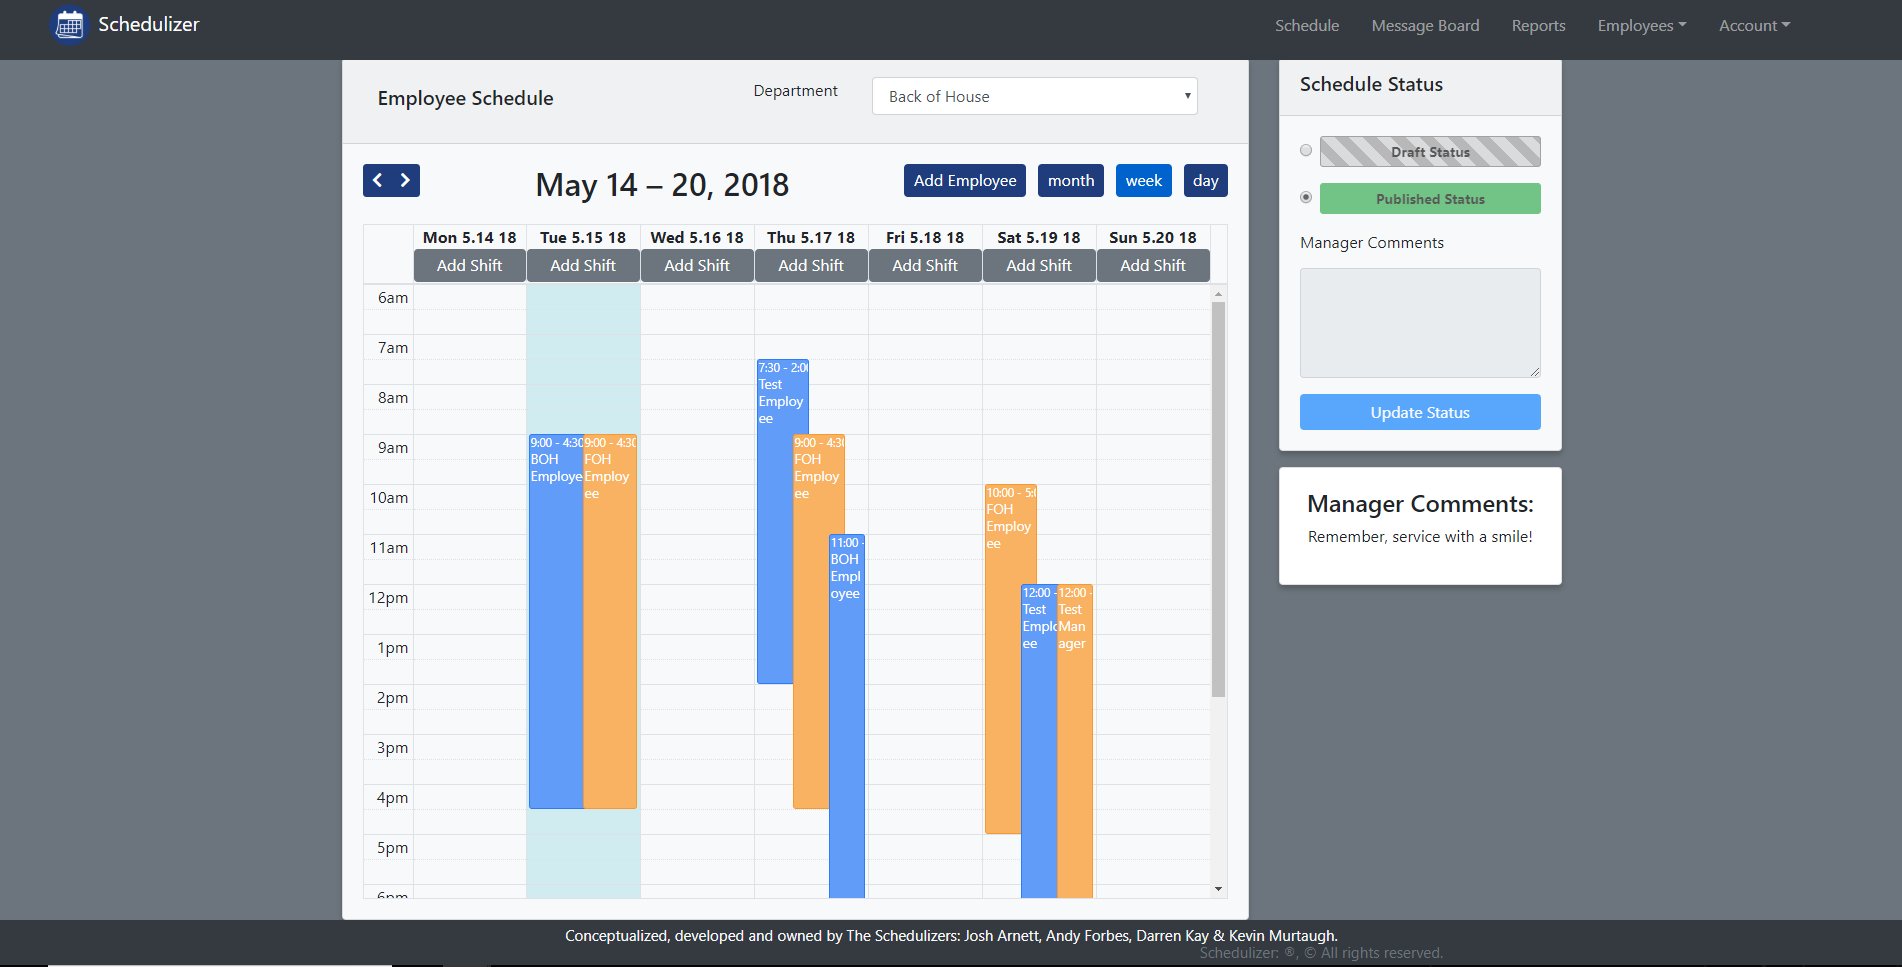 Schedulizer
Schedule Message Board Reports Employees Account
Employee Schedule
Department
Back of House
May 14 – 20, 2018
Add Employee month week day
Mon 5.14 18 Tue 5.15 18 Wed 5.16 18 Thu 5.17 18 Fri 5.18 18 Sat 5.19 18 Sun 5.20 18
Add Shift Add Shift Add Shift Add Shift Add Shift Add Shift Add Shift
6am
7am
8am
9am
10am
11am
12pm
1pm
2pm
3pm
4pm
5pm
6pm
9:00 - 4:30
BOH
Employe
9:00 - 4:30
FOH
Employ
ee
7:30 - 2:00
Test
Employ
ee
9:00 - 4:30
FOH
Employ
ee
11:00 -
BOH
Empl
oyee
10:00 - 5:0
FOH
Employ
ee
12:00 -
Test
Emplo
ee
12:00 -
Test
Man
ager
Schedule Status
Draft Status
Published Status
Manager Comments
Update Status
Manager Comments:
Remember, service with a smile!
Conceptualized, developed and owned by The Schedulizers: Josh Arnett, Andy Forbes, Darren Kay & Kevin Murtaugh.
Schedulizer: ®, © All rights reserved.